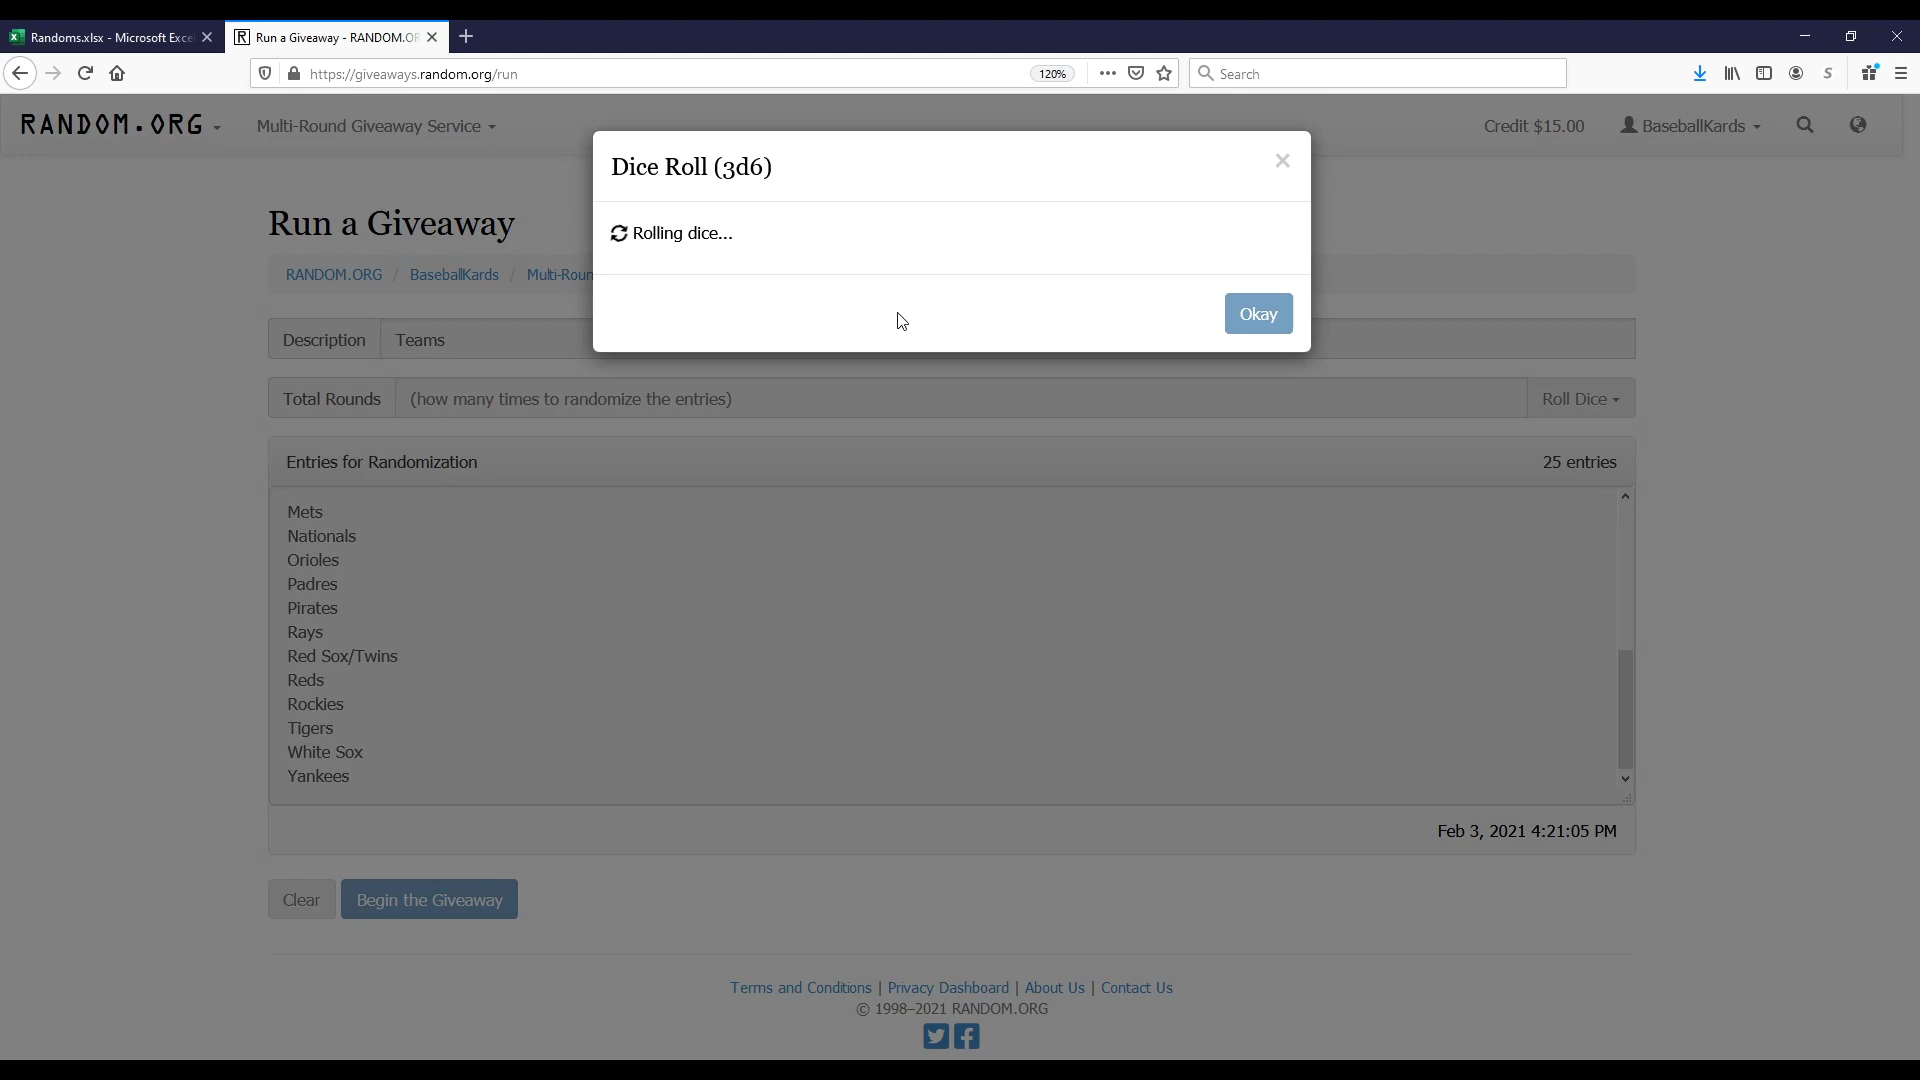 Randoms.xlsx - Microsoft Exce
Run a Giveaway - RANDOM.OR
https://giveaways.random.org/run
120%
Search
RANDOM.ORG
Multi-Round Giveaway Service
Credit $15.00
BaseballKards
Dice Roll (3d6)
Rolling dice...
Okay
Run a Giveaway
RANDOM.ORG / BaseballKards / Multi-Roun
Description
Teams
Total Rounds
(how many times to randomize the entries)
Roll Dice
Entries for Randomization
25 entries
Mets
Nationals
Orioles
Padres
Pirates
Rays
Red Sox/Twins
Reds
Rockies
Tigers
White Sox
Yankees
Feb 3, 2021 4:21:05 PM
Clear
Begin the Giveaway
Terms and Conditions | Privacy Dashboard | About Us | Contact Us
© 1998–2021 RANDOM.ORG